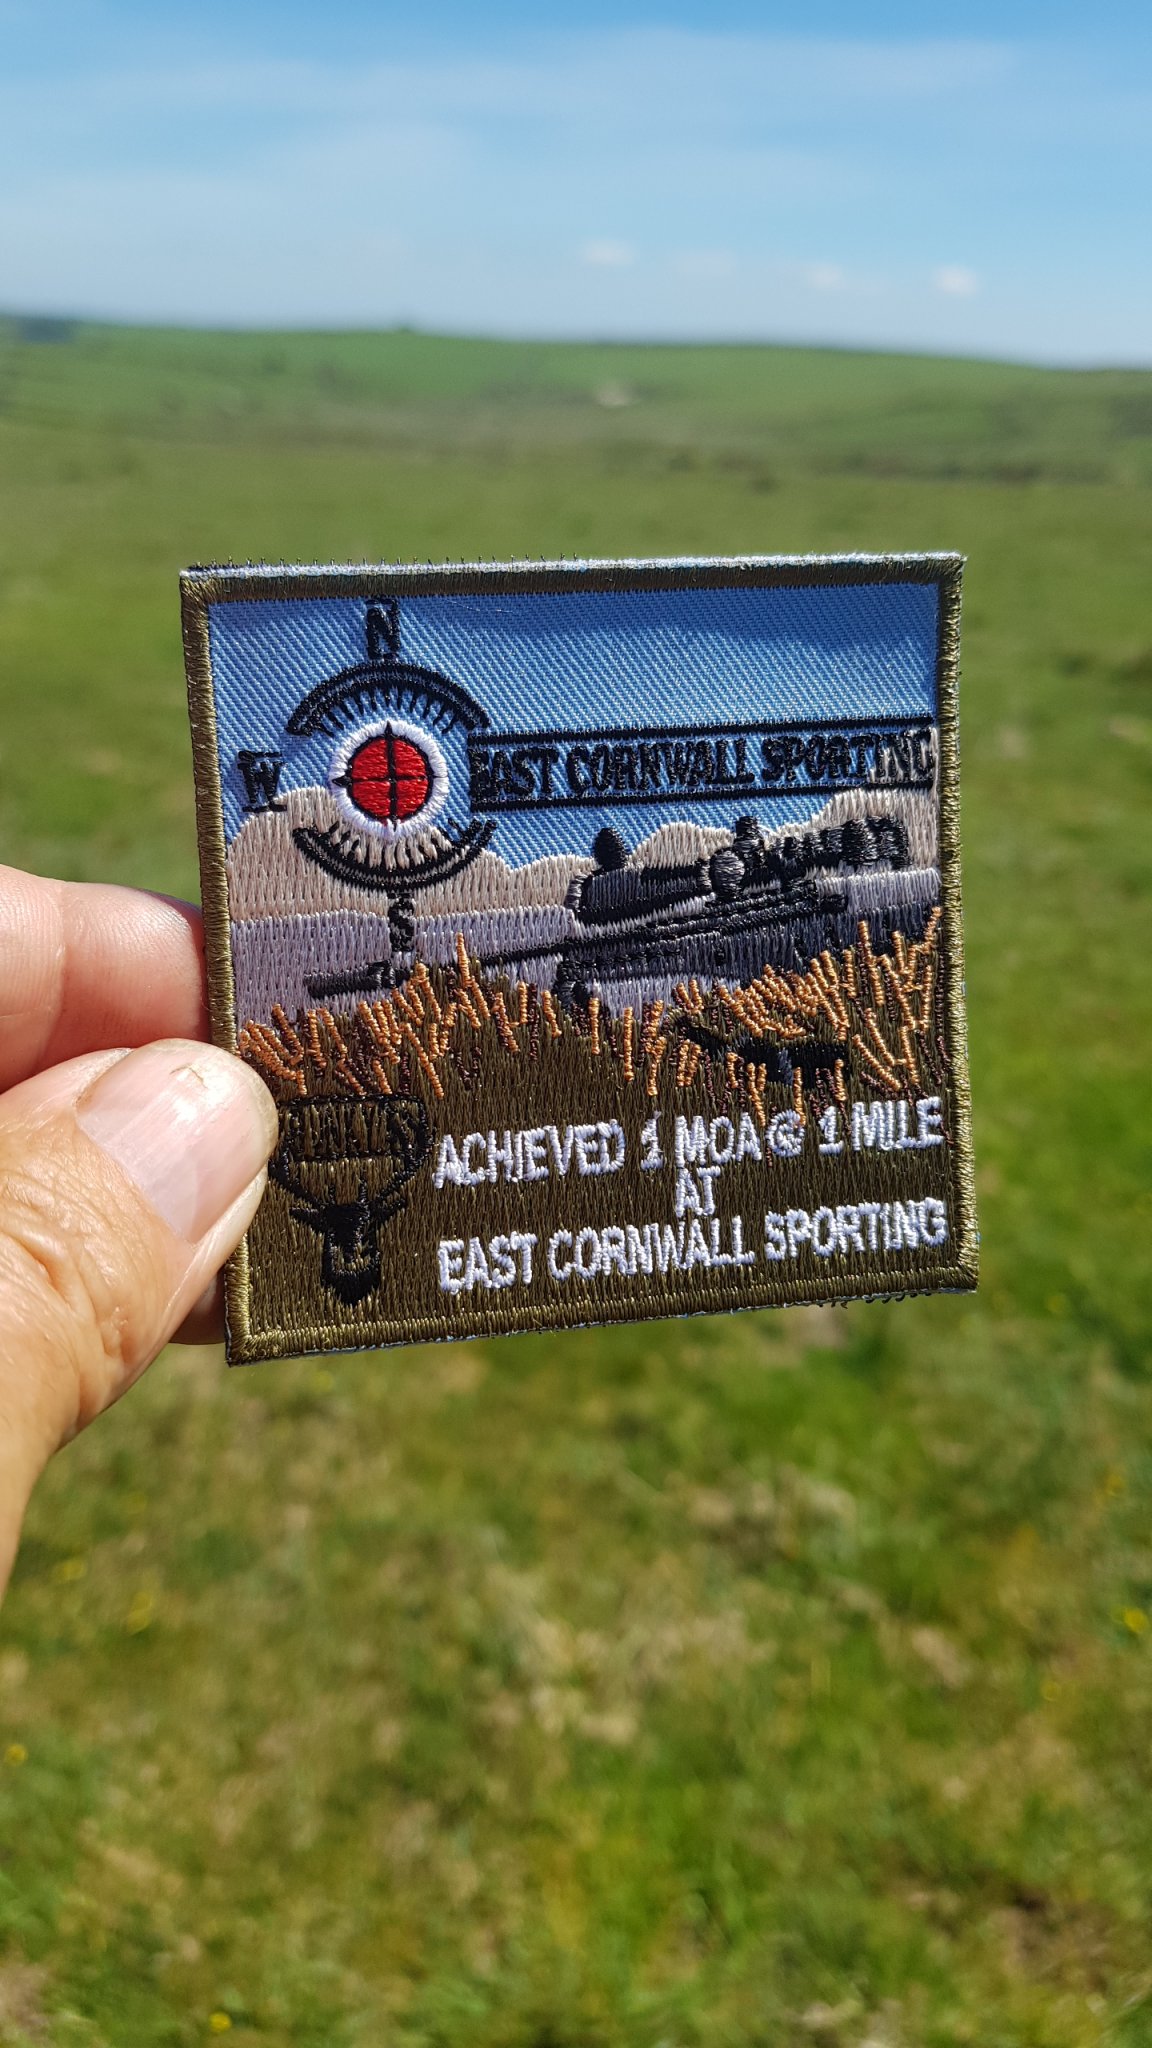 N
W
EAST CORNWALL SPORTING
S
ACHIEVED 1 MOA @ 1 MILE
AT
EAST CORNWALL SPORTING